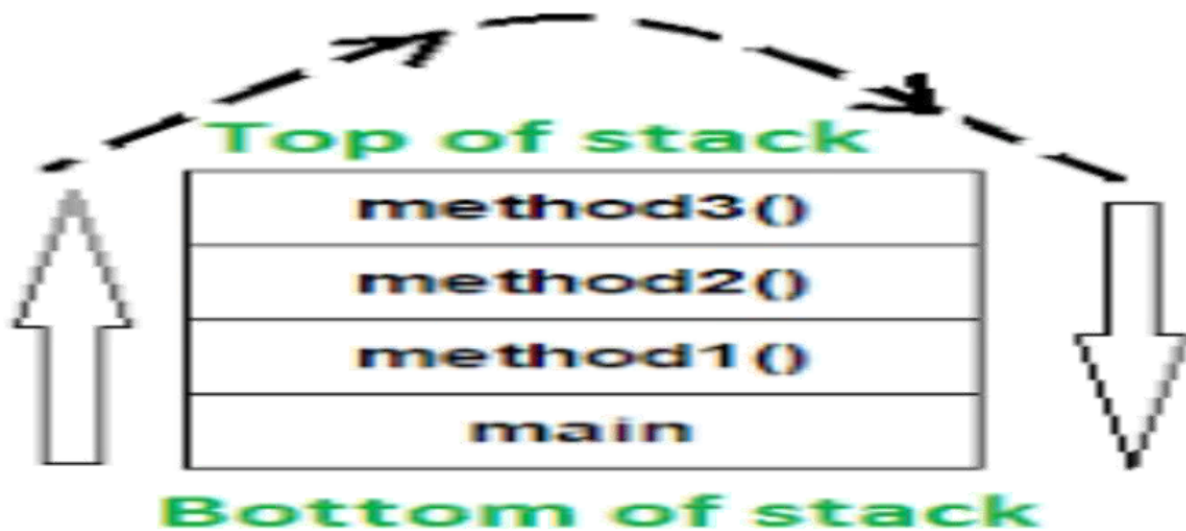 Top of stack
method3()
method2()
method1()
main
Bottom of stack